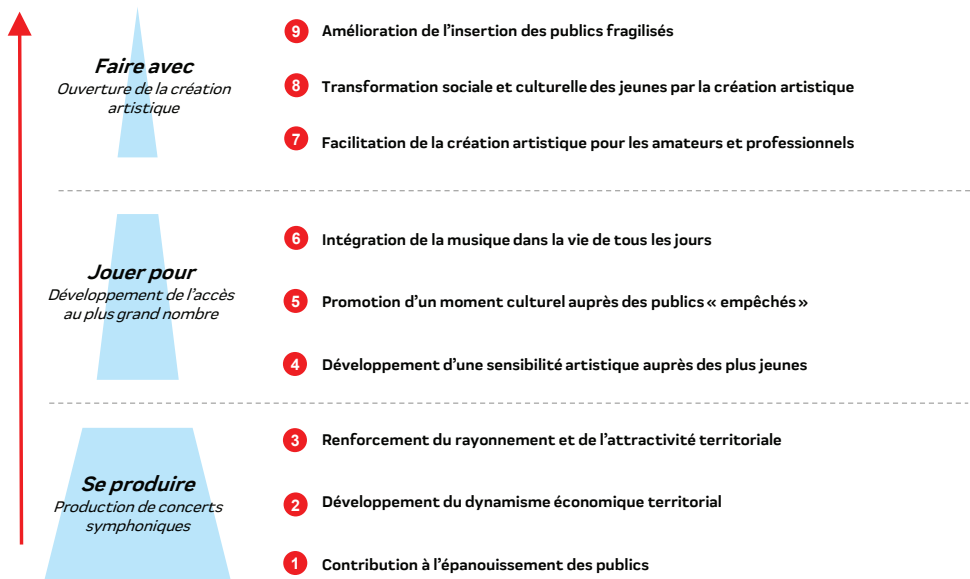 9 Amélioration de l'insertion des publics fragilisés
Faire avec
Ouverture de la création
artistique
8 Transformation sociale et culturelle des jeunes par la création artistique
7 Facilitation de la création artistique pour les amateurs et professionnels
6 Intégration de la musique dans la vie de tous les jours
Jouer pour
Développement de l'accès
au plus grand nombre
5 Promotion d'un moment culturel auprès des publics « empêchés »
4 Développement d'une sensibilité artistique auprès des plus jeunes
3 Renforcement du rayonnement et de l'attractivité territoriale
Se produire
Production de concerts
symphoniques
2 Développement du dynamisme économique territorial
1 Contribution à l'épanouissement des publics